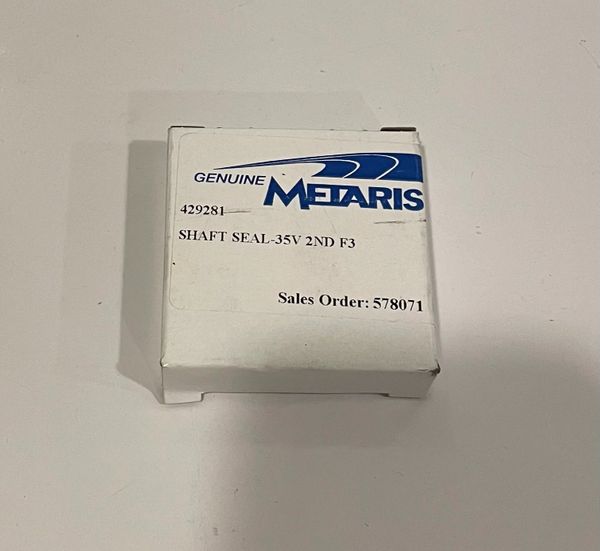 GENUINE METARIS
429281
SHAFT SEAL-35V 2ND F3
Sales Order: 578071